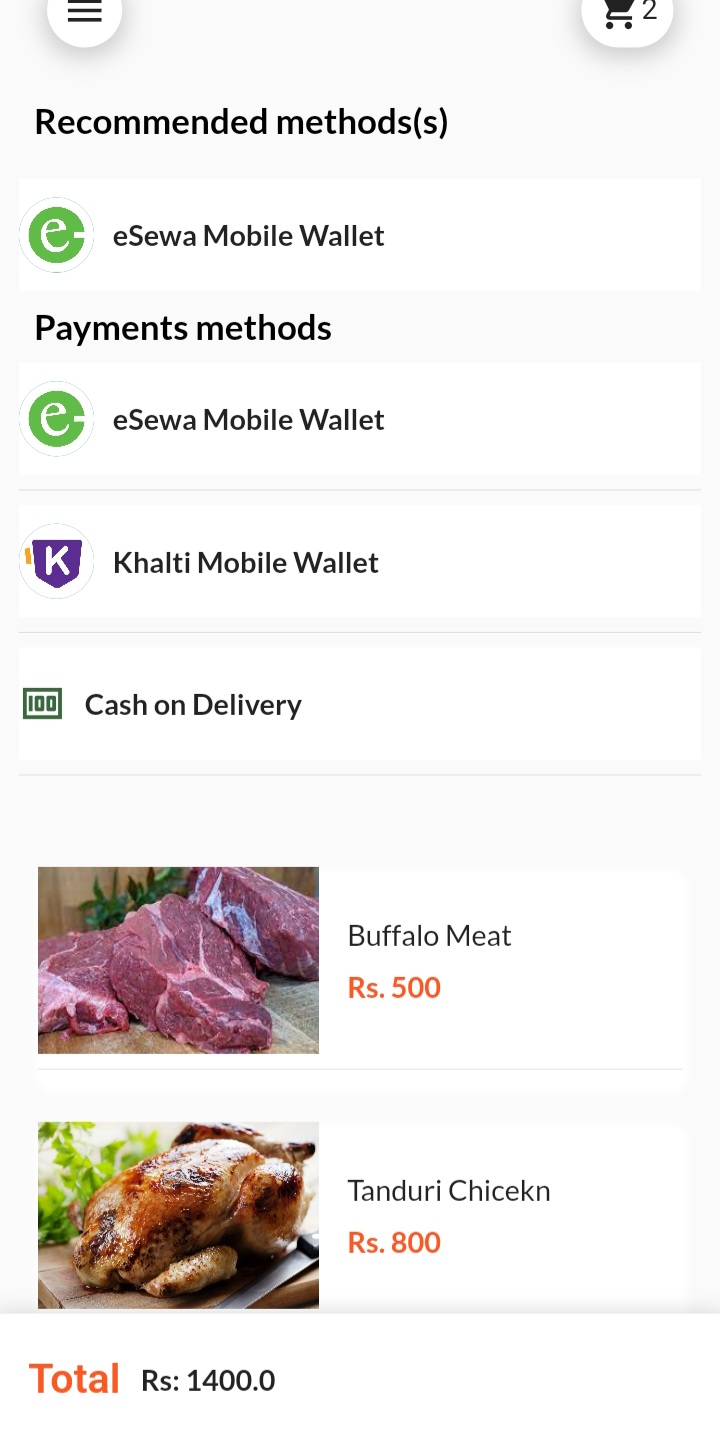 2
Recommended methods(s)
e
eSewa Mobile Wallet
Payments methods
e
eSewa Mobile Wallet
K
Khalti Mobile Wallet
100
Cash on Delivery
Buffalo Meat
Rs. 500
Tanduri Chicekn
Rs. 800
Total Rs: 1400.0